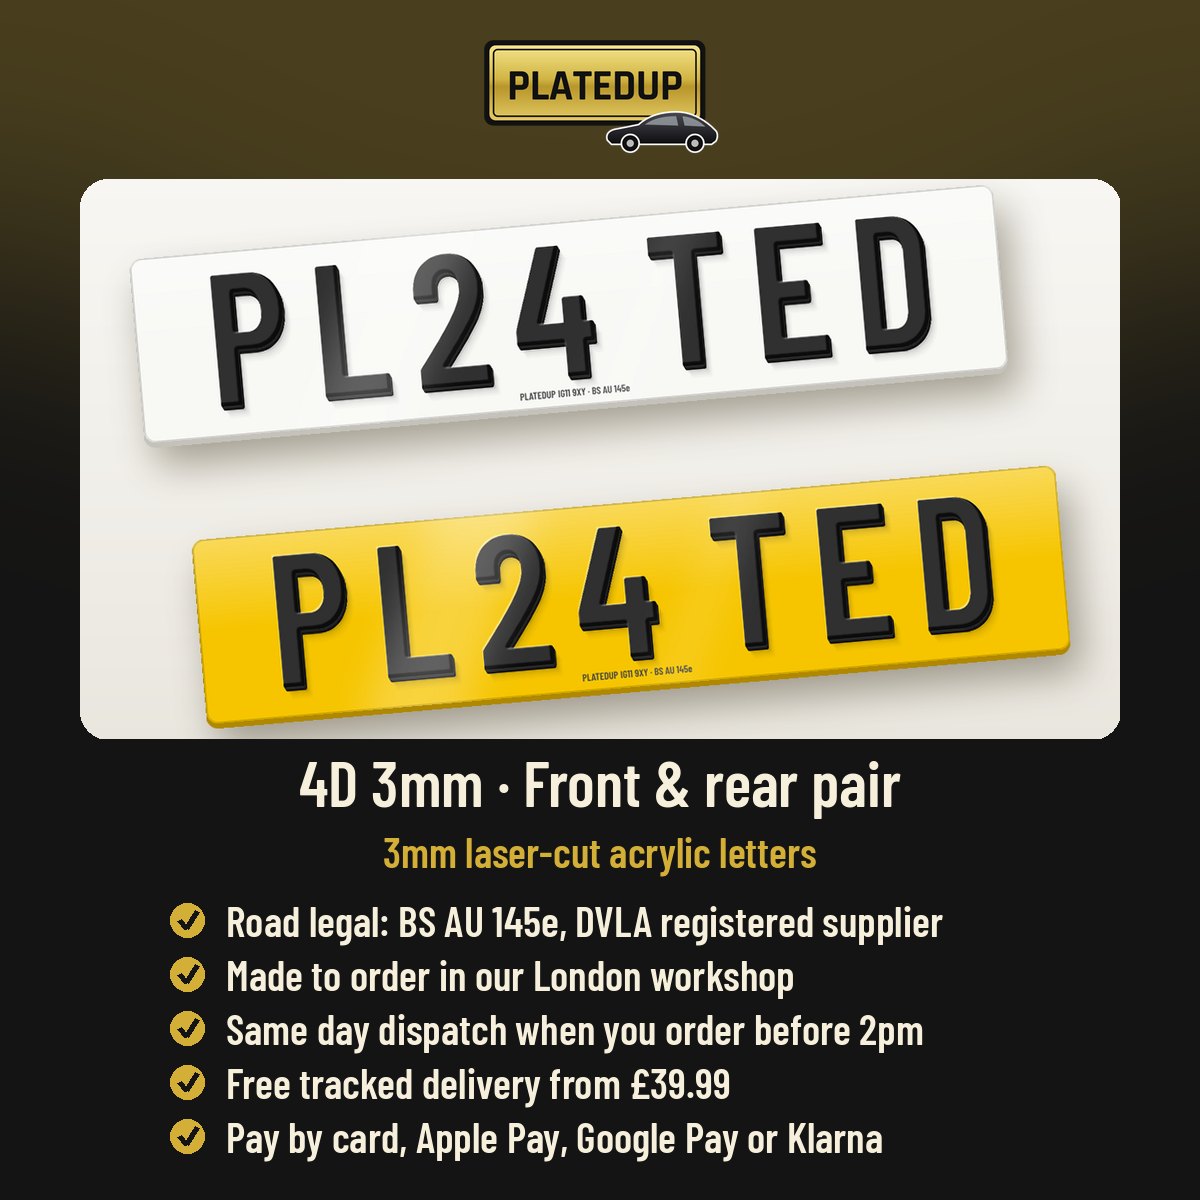 PLATEDUP
PL24 TED
PLATEDUP IG11 9XY · BS AU 145e
PL24 TED
PLATEDUP IG11 9XY · BS AU 145e
4D 3mm · Front & rear pair
3mm laser-cut acrylic letters
Road legal: BS AU 145e, DVLA registered supplier
Made to order in our London workshop
Same day dispatch when you order before 2pm
Free tracked delivery from £39.99
Pay by card, Apple Pay, Google Pay or Klarna